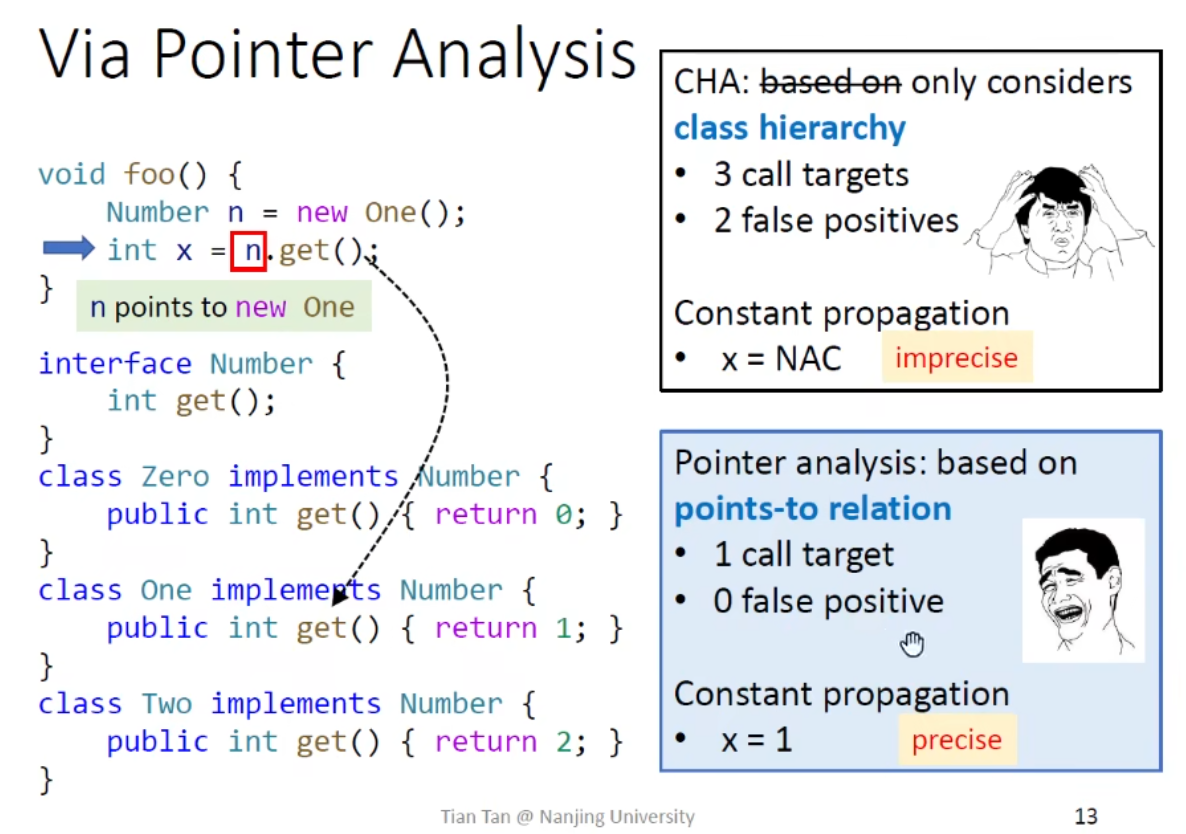 Via Pointer Analysis
void foo() {
    Number n = new One();
    int x = n.get();
}
n points to new One
interface Number {
    int get();
}
class Zero implements Number {
    public int get() { return 0; }
}
class One implements Number {
    public int get() { return 1; }
}
class Two implements Number {
    public int get() { return 2; }
}
CHA: based on only considers
class hierarchy
• 3 call targets
• 2 false positives
Constant propagation
• x = NAC imprecise
Pointer analysis: based on
points-to relation
• 1 call target
• 0 false positive
Constant propagation
• x = 1 precise
Tian Tan @ Nanjing University
13